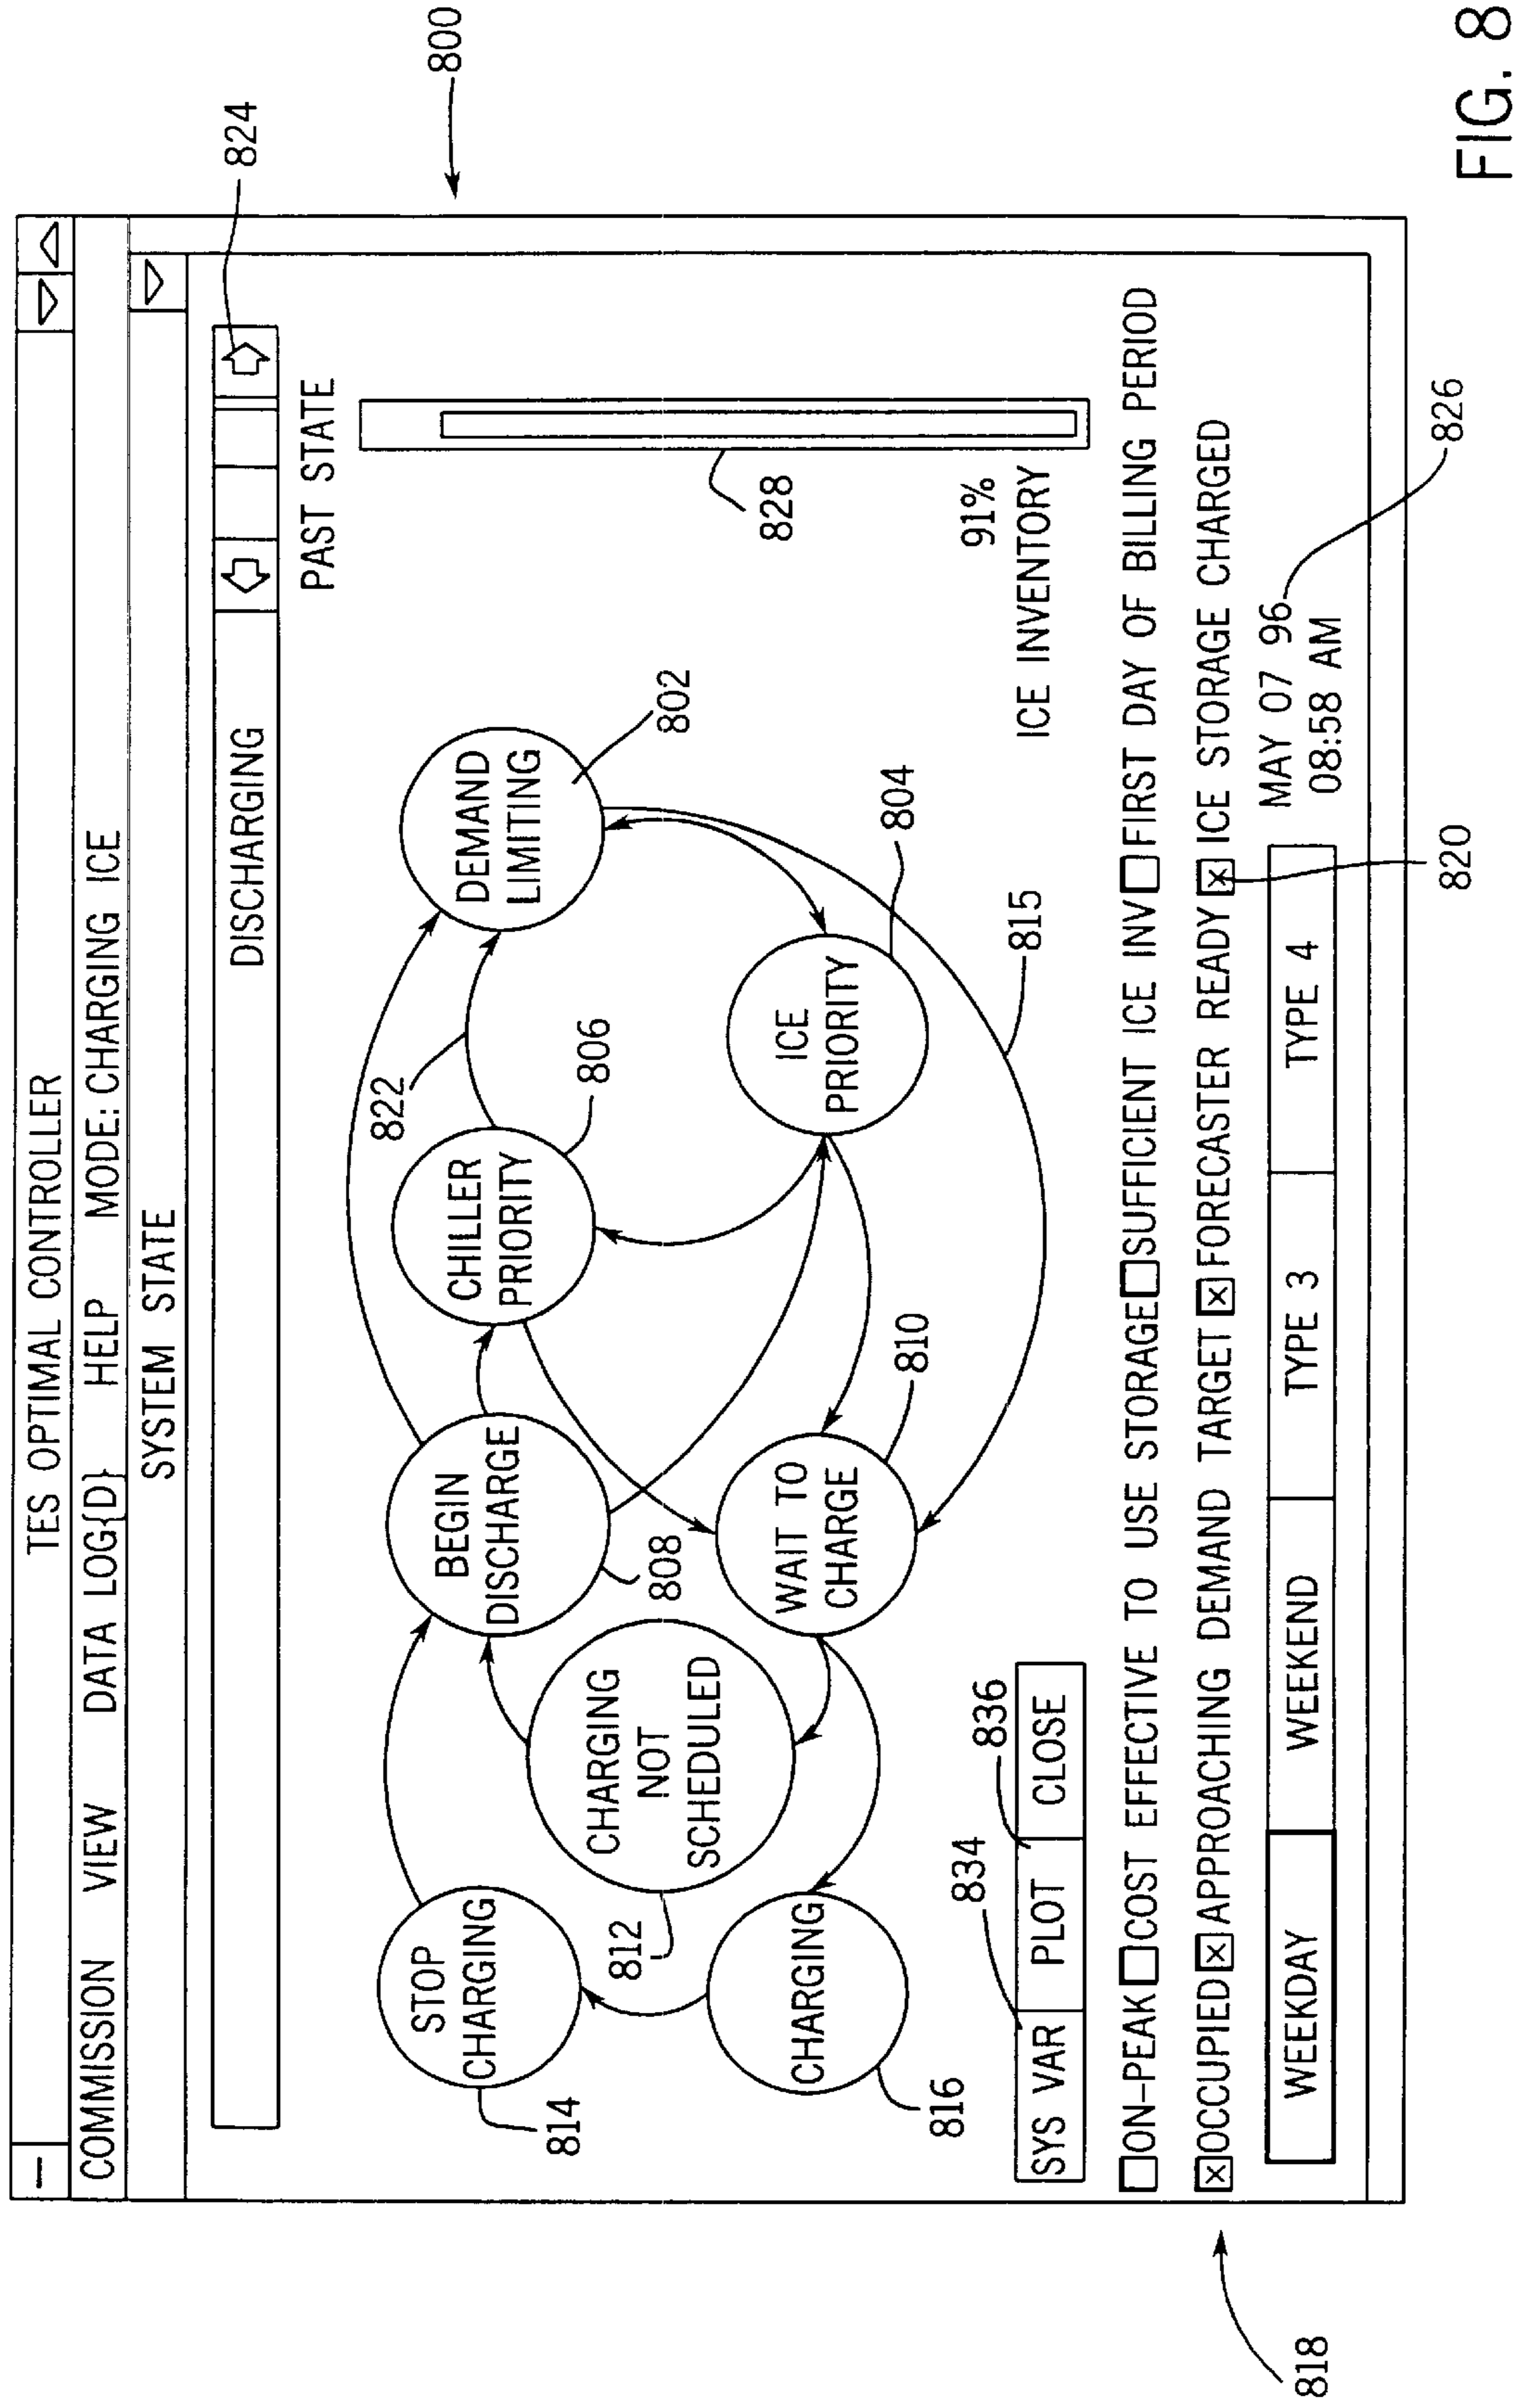 TES OPTIMAL CONTROLLER
COMMISSION VIEW DATA LOG{D} HELP MODE: CHARGING ICE
SYSTEM STATE
DISCHARGING
824
PAST STATE
800
STOP
CHARGING
814
BEGIN
DISCHARGE
808
CHILLER
PRIORITY
806
822
DEMAND
LIMITING
802
CHARGING
NOT
SCHEDULED
812
CHARGING
816
WAIT TO
CHARGE
810
ICE
PRIORITY
804
815
828
91%
ICE INVENTORY
834
836
SYS VAR PLOT CLOSE
ON-PEAK COST EFFECTIVE TO USE STORAGE SUFFICIENT ICE INV FIRST DAY OF BILLING PERIOD
OCCUPIED APPROACHING DEMAND TARGET FORECASTER READY ICE STORAGE CHARGED
818
WEEKDAY WEEKEND TYPE 3 TYPE 4
MAY 07 96
08:58 AM
820
826
FIG. 8